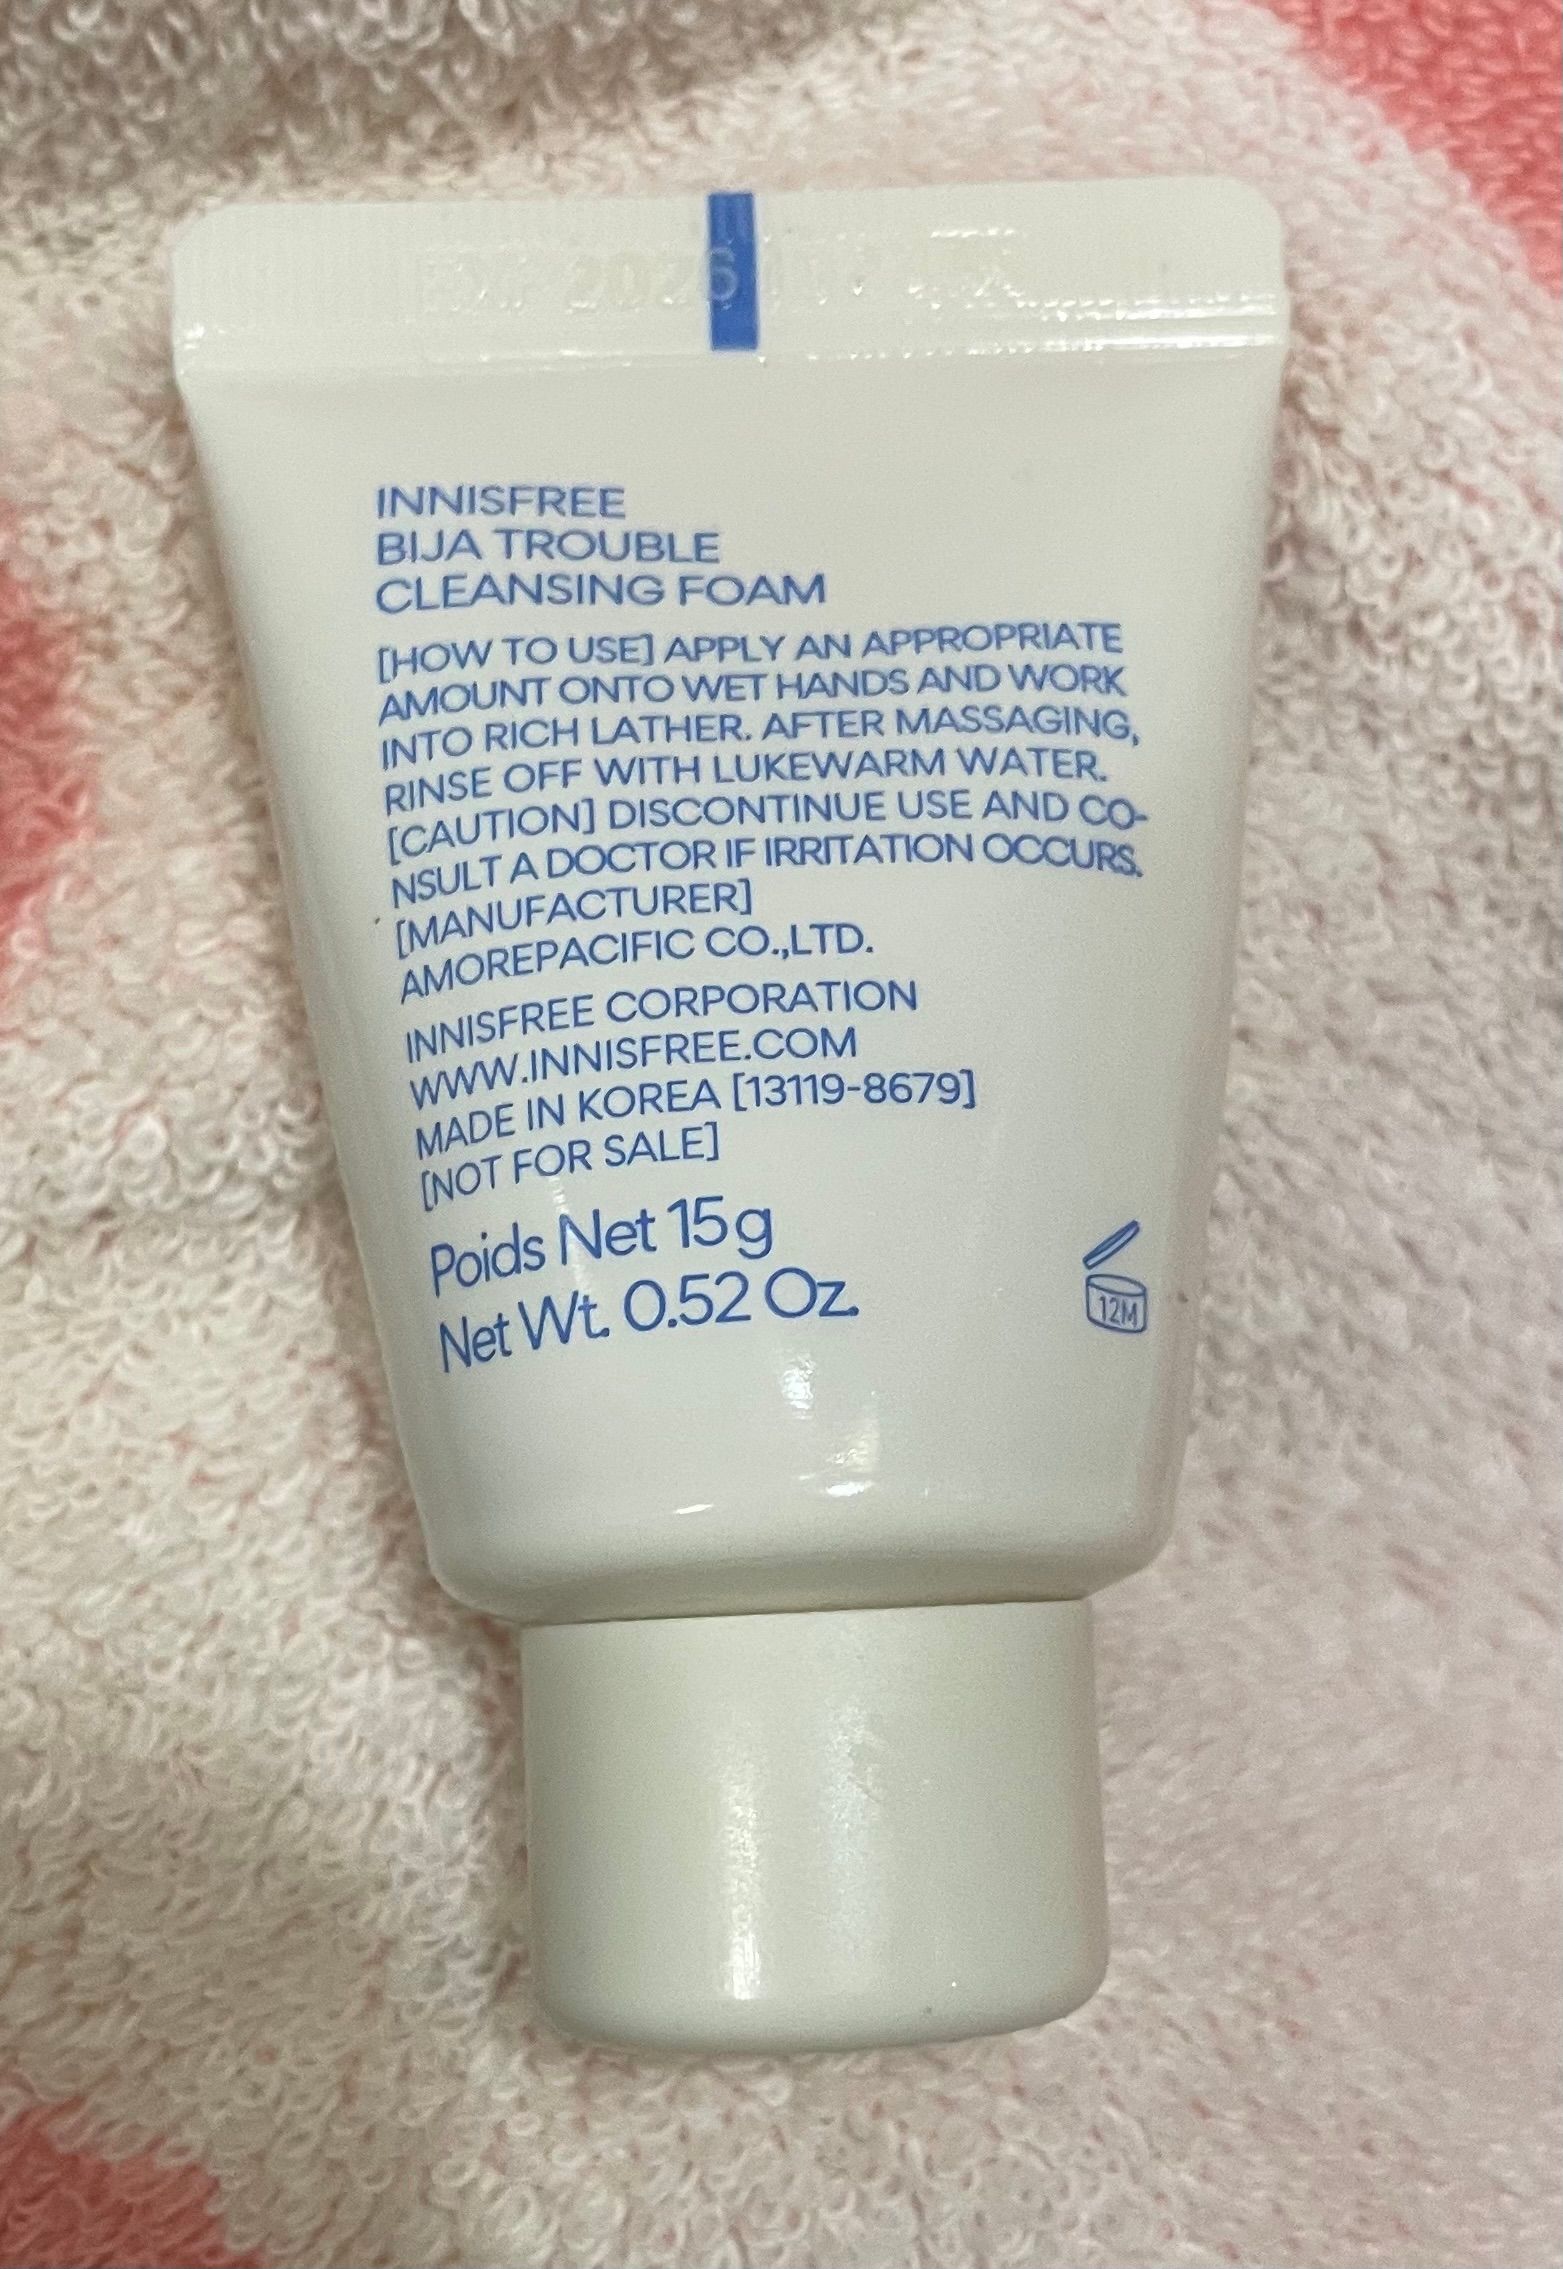 2026
INNISFREE
BIJA TROUBLE
CLEANSING FOAM
[HOW TO USE] APPLY AN APPROPRIATE
AMOUNT ONTO WET HANDS AND WORK
INTO RICH LATHER. AFTER MASSAGING,
RINSE OFF WITH LUKEWARM WATER.
[CAUTION] DISCONTINUE USE AND CO-
NSULT A DOCTOR IF IRRITATION OCCURS.
[MANUFACTURER]
AMOREPACIFIC CO.,LTD.
INNISFREE CORPORATION
WWW.INNISFREE.COM
MADE IN KOREA [13119-8679]
[NOT FOR SALE]
Poids Net 15g
Net Wt. 0.52 Oz.
12M